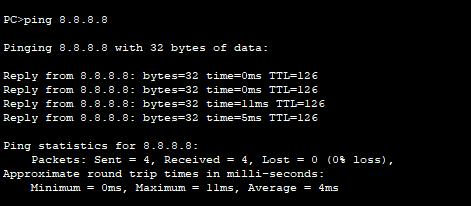 PC>ping 8.8.8.8
Pinging 8.8.8.8 with 32 bytes of data:
Reply from 8.8.8.8: bytes=32 time=0ms TTL=126
Reply from 8.8.8.8: bytes=32 time=0ms TTL=126
Reply from 8.8.8.8: bytes=32 time=11ms TTL=126
Reply from 8.8.8.8: bytes=32 time=5ms TTL=126
Ping statistics for 8.8.8.8:
Packets: Sent = 4, Received = 4, Lost = 0 (0% loss),
Approximate round trip times in milli-seconds:
Minimum = 0ms, Maximum = 11ms, Average = 4ms